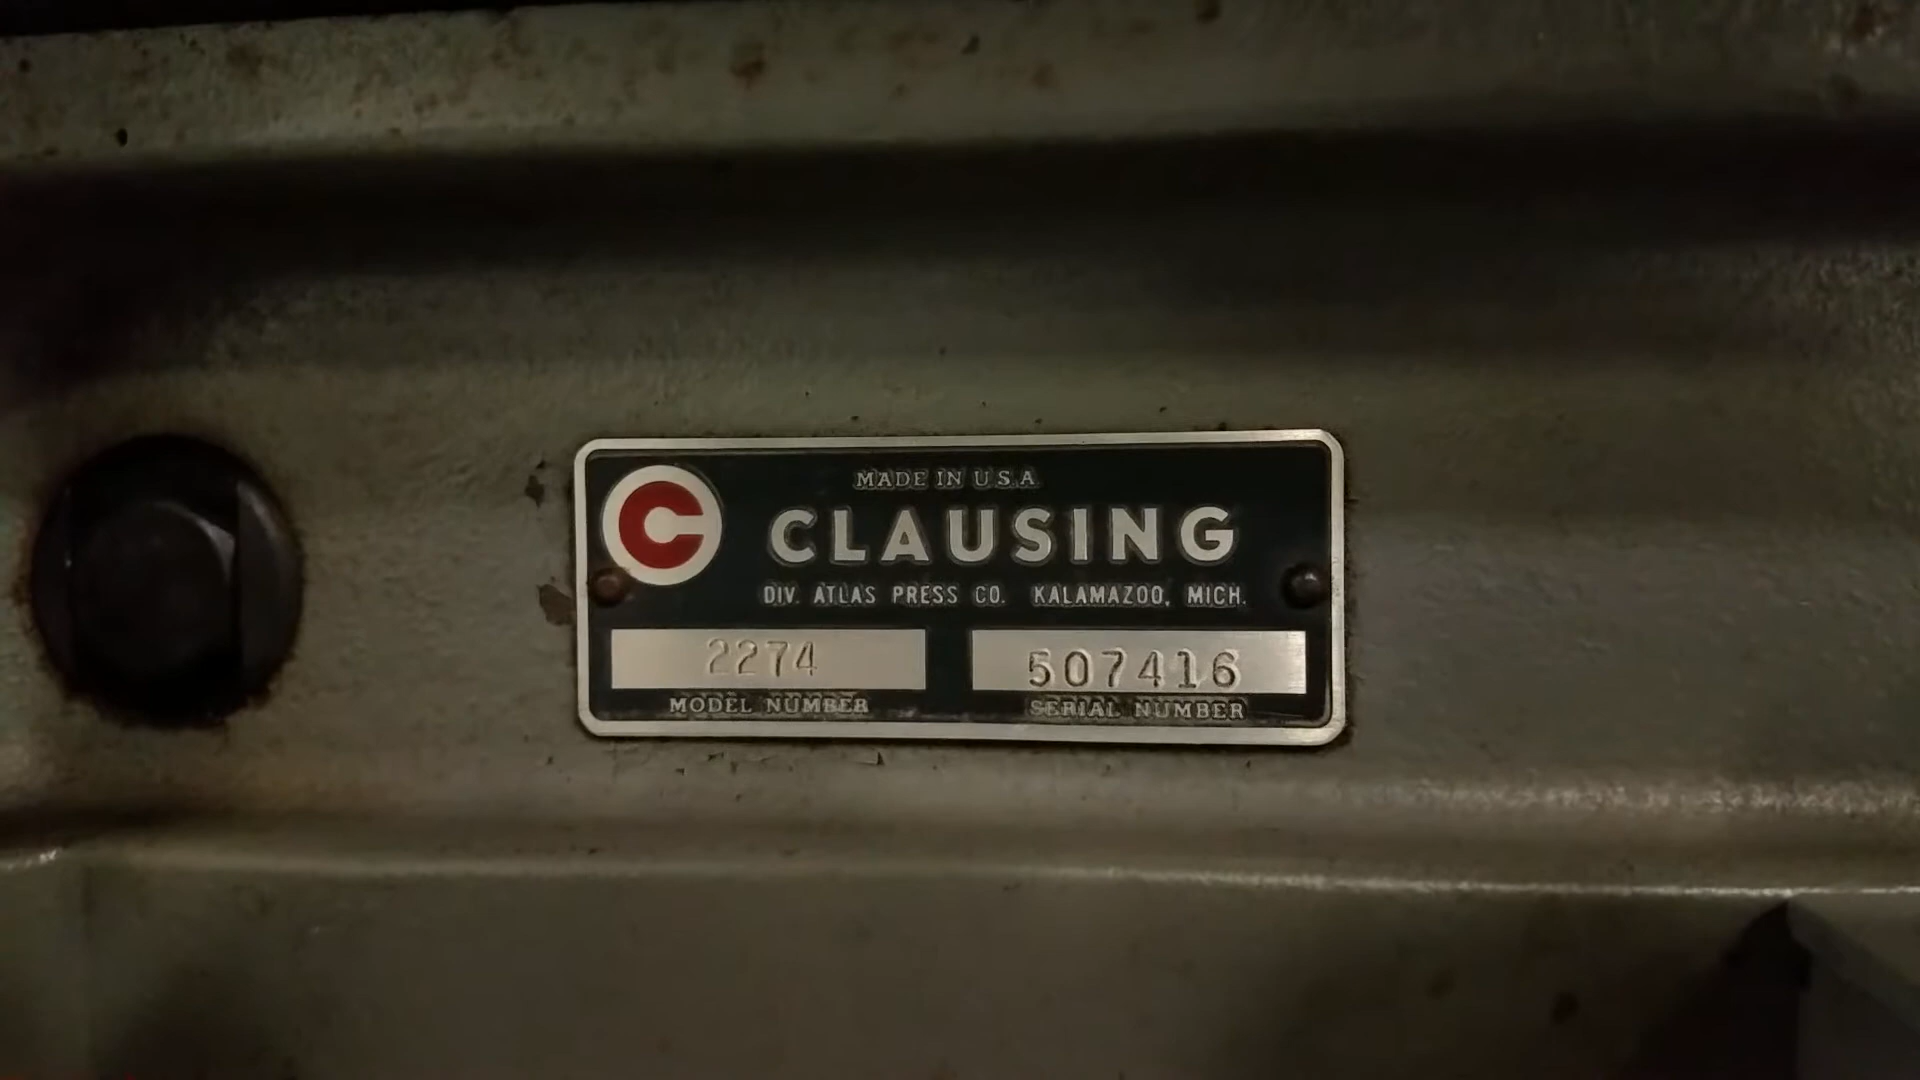 MADE IN U.S.A
CLAUSING
DIV. ATLAS PRESS CO. KALAMAZOO, MICH.
2274 507416
MODEL NUMBER SERIAL NUMBER